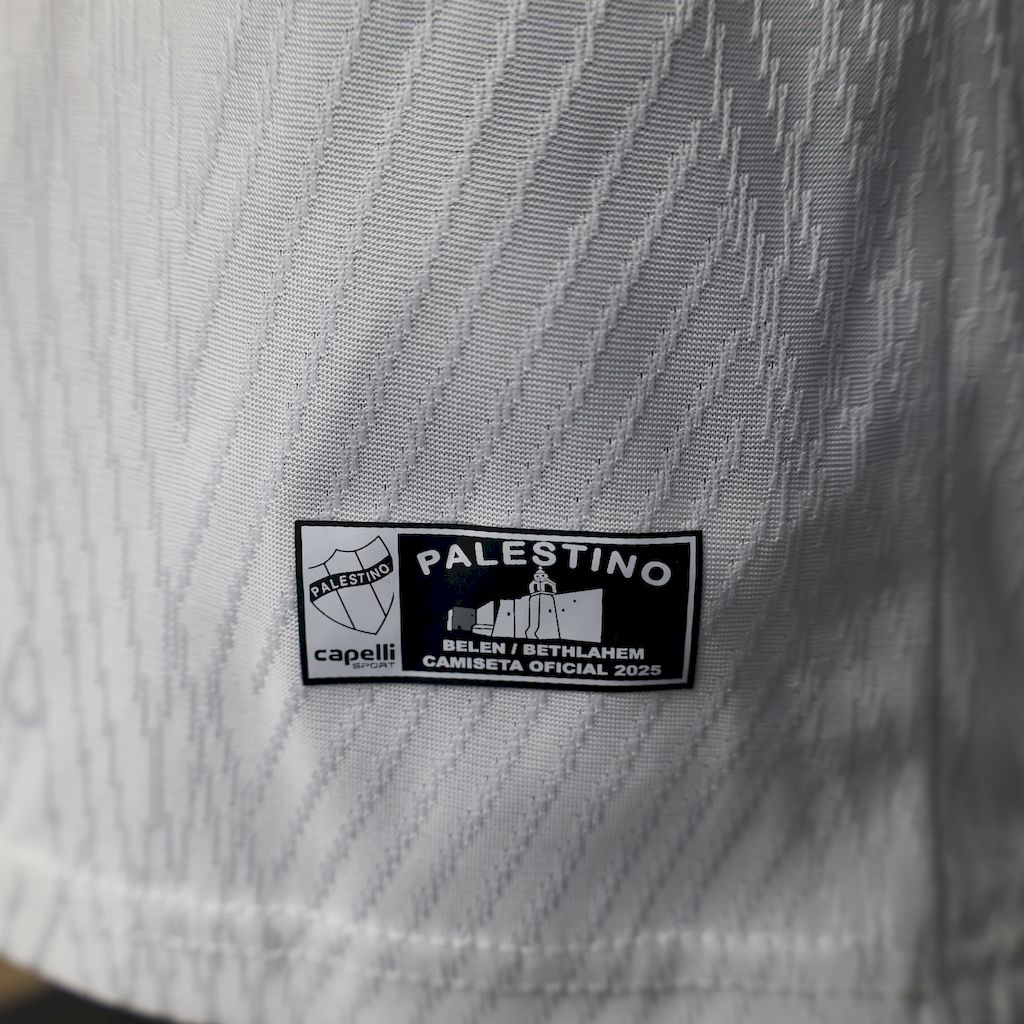 PALESTINO
capelli
SPORT
PALESTINO
BELEN / BETHLAHEM
CAMISETA OFICIAL 2025